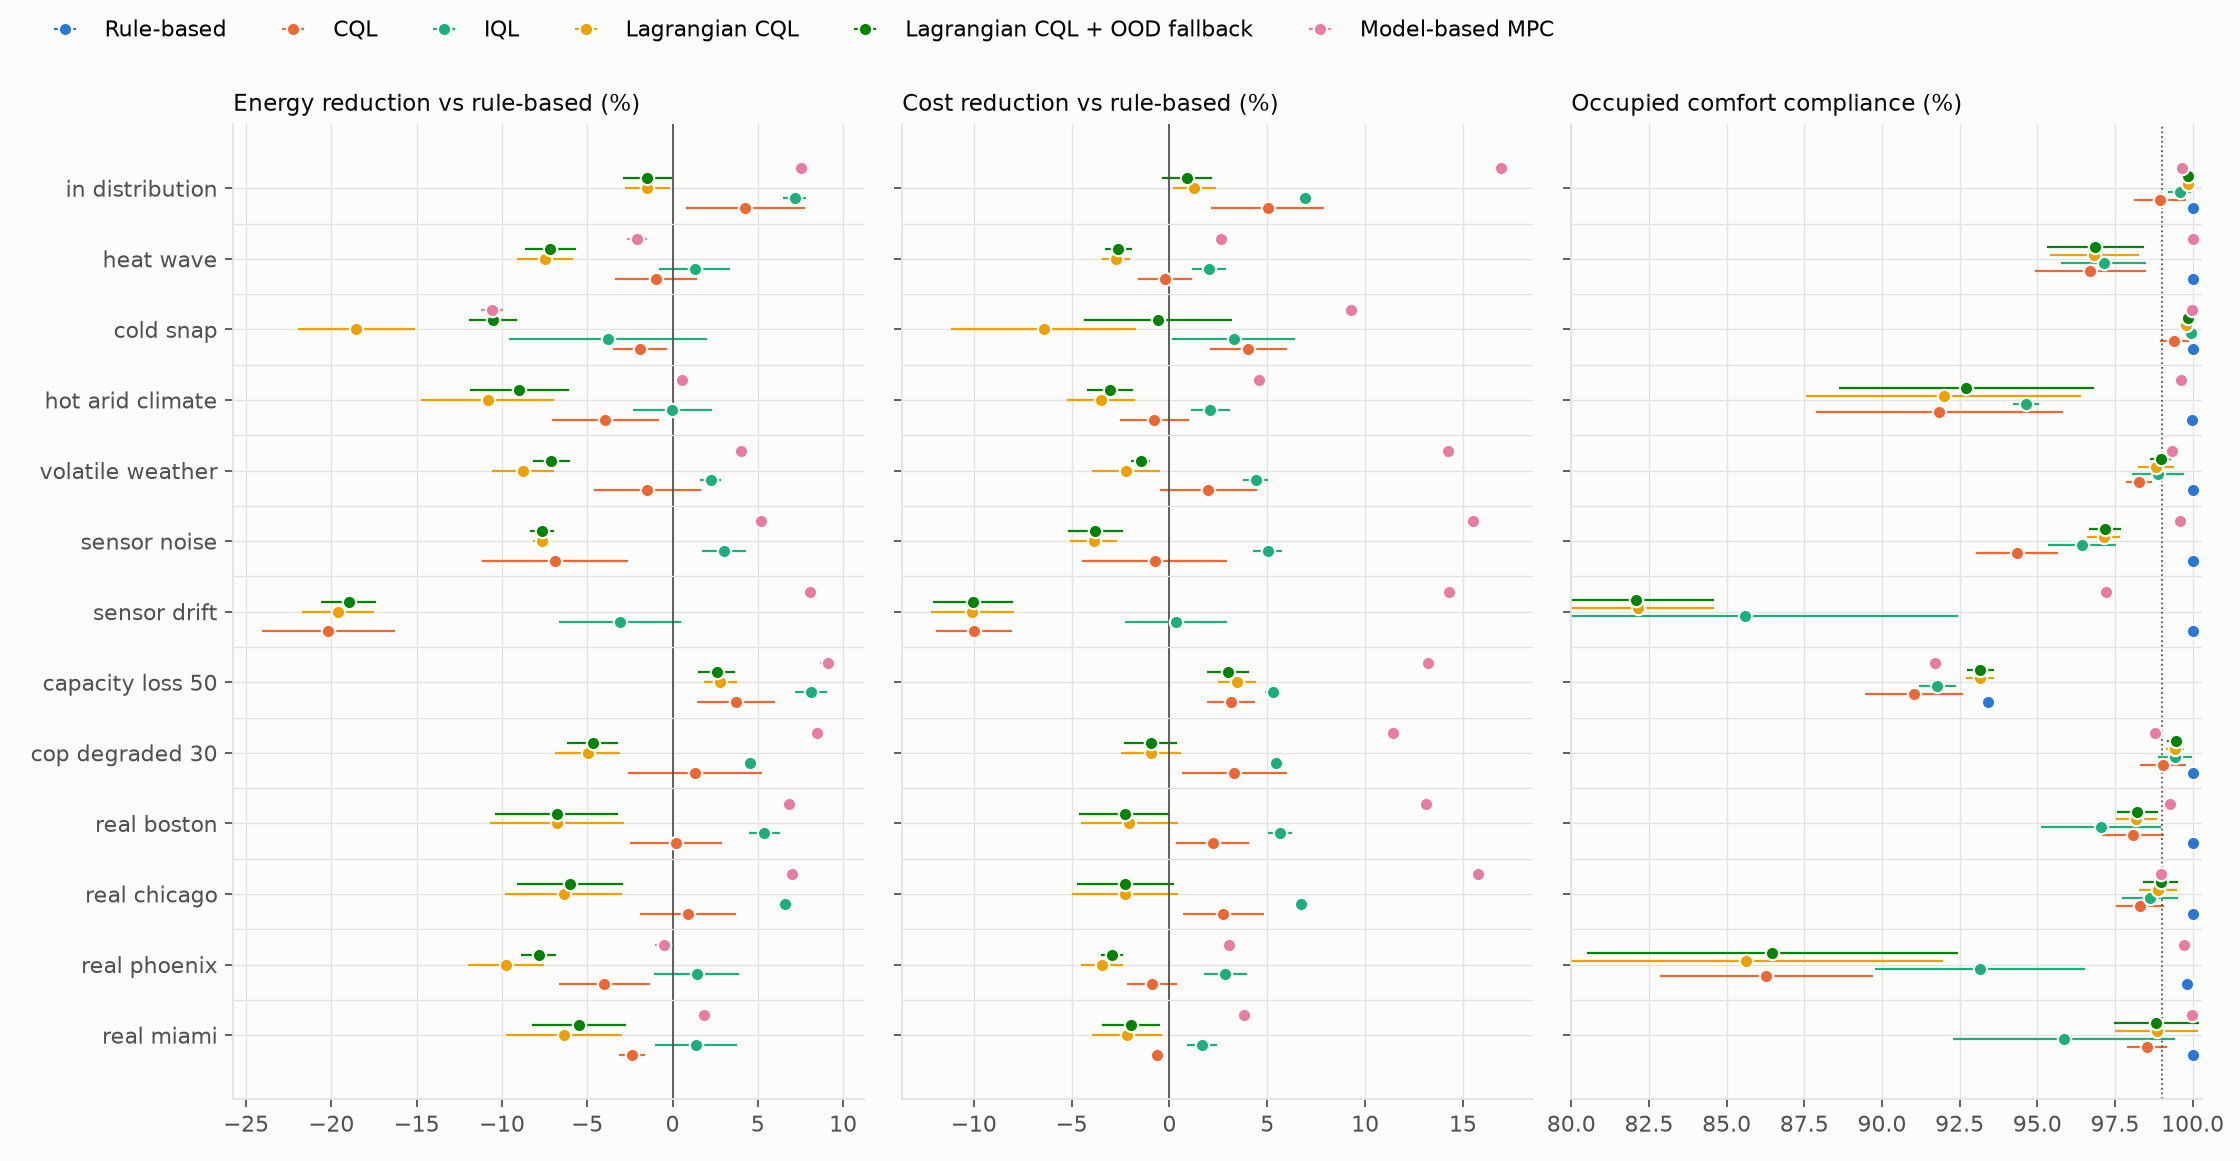 Rule-based CQL IQL Lagrangian CQL Lagrangian CQL + OOD fallback Model-based MPC
Energy reduction vs rule-based (%) Cost reduction vs rule-based (%) Occupied comfort compliance (%)
in distribution
heat wave
cold snap
hot arid climate
volatile weather
sensor noise
sensor drift
capacity loss 50
cop degraded 30
real boston
real chicago
real phoenix
real miami
−25 −20 −15 −10 −5 0 5 10 −10 −5 0 5 10 15 80.0 82.5 85.0 87.5 90.0 92.5 95.0 97.5 100.0